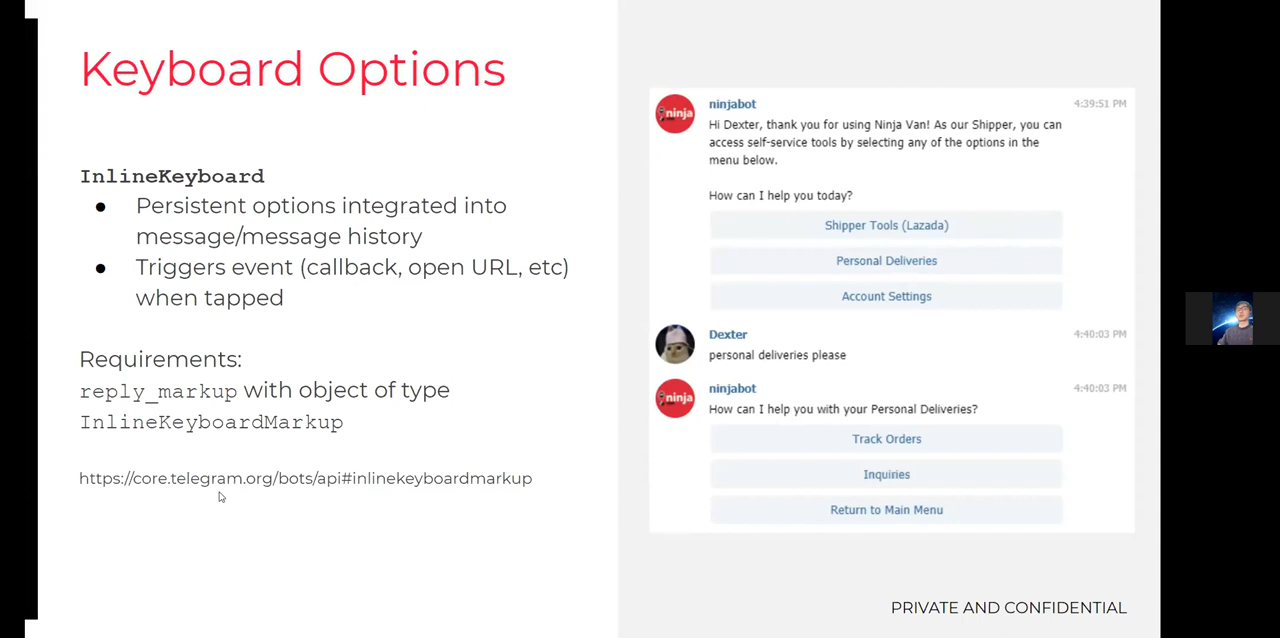 Keyboard Options
InlineKeyboard
● Persistent options integrated into
message/message history
● Triggers event (callback, open URL, etc)
when tapped
Requirements:
reply_markup with object of type
InlineKeyboardMarkup
https://core.telegram.org/bots/api#inlinekeyboardmarkup
ninja
ninjabot 4:39:51 PM
Hi Dexter, thank you for using Ninja Van! As our Shipper, you can
access self-service tools by selecting any of the options in the
menu below.
How can I help you today?
Shipper Tools (Lazada)
Personal Deliveries
Account Settings
Dexter 4:40:03 PM
personal deliveries please
ninja
ninjabot 4:40:03 PM
How can I help you with your Personal Deliveries?
Track Orders
Inquiries
Return to Main Menu
PRIVATE AND CONFIDENTIAL